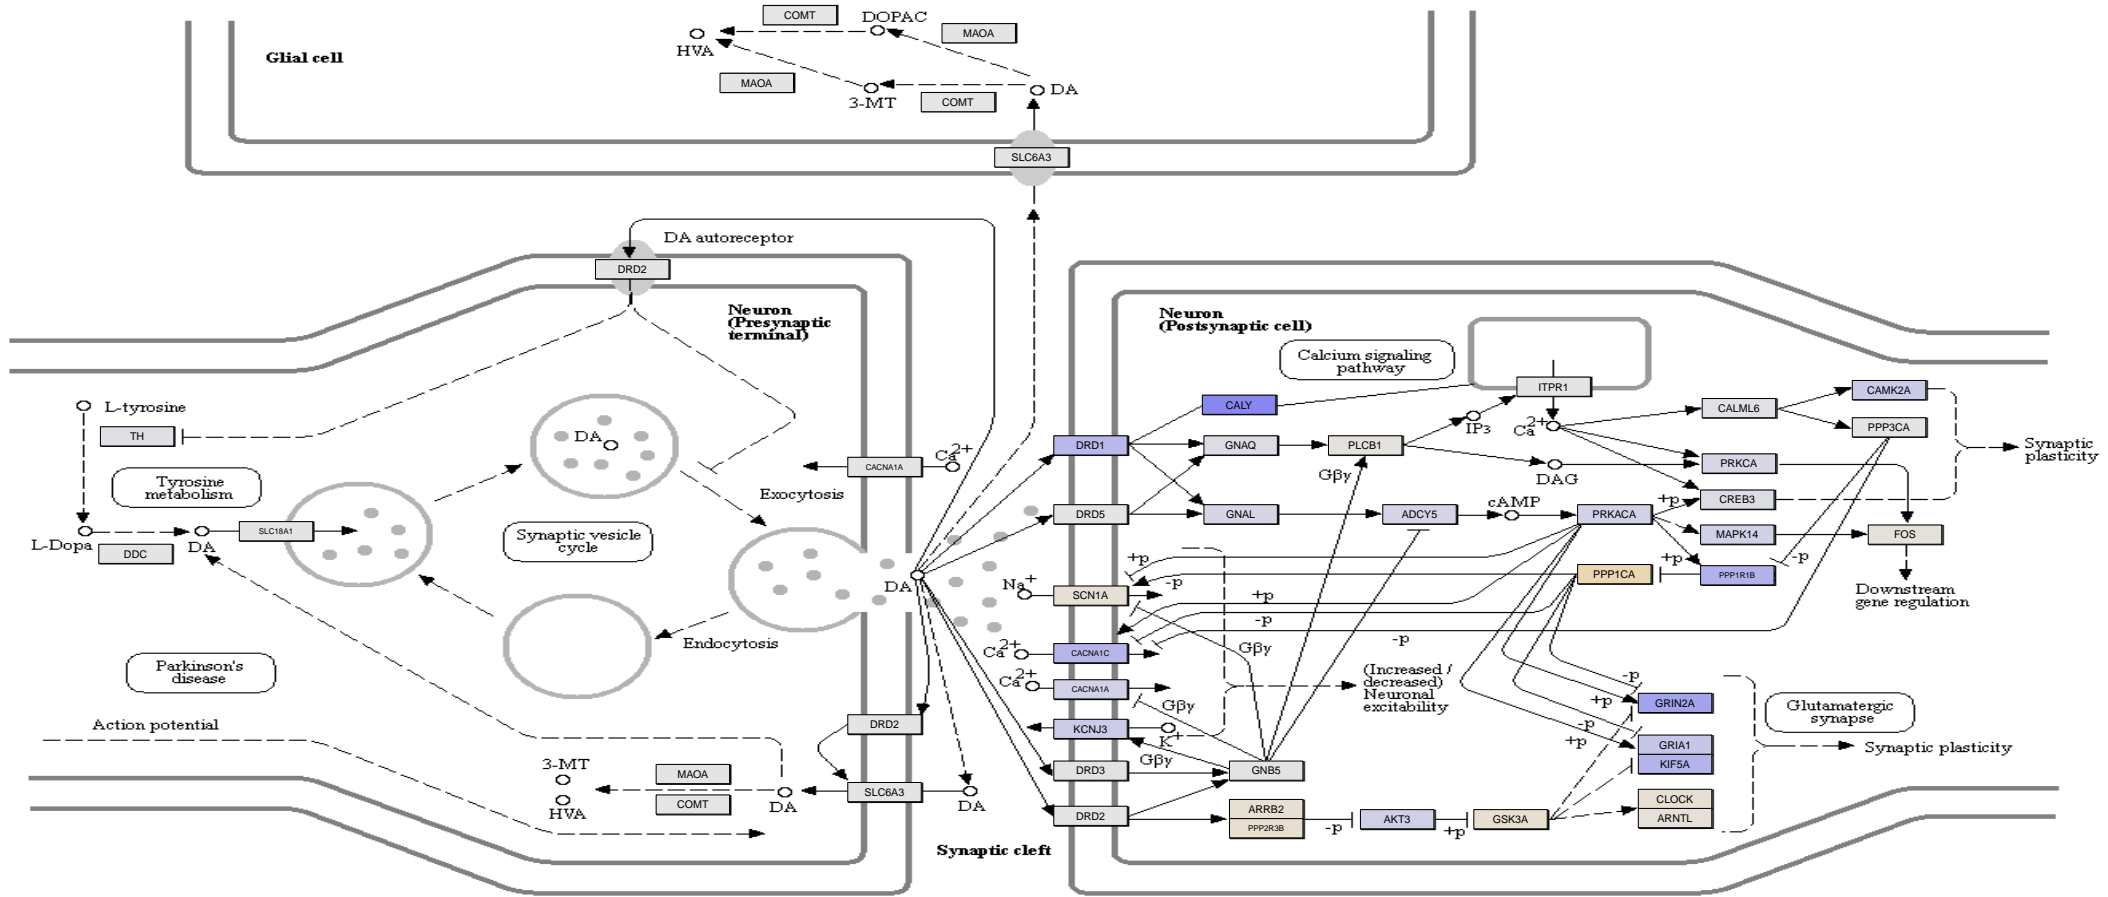 COMT
DOPAC
MAOA
HVA
Glial cell
MAOA
3-MT
COMT
DA
SLC6A3
DA autoreceptor
DRD2
Neuron
(Presynaptic
terminal)
Neuron
(Postsynaptic cell)
Calcium signaling
pathway
ITPR1
CALY
CAMK2A
L-tyrosine
TH
DA
CALML6
IP3
Ca2+
PPP3CA
DRD1
GNAQ
PLCB1
Synaptic
plasticity
CACNA1A
Ca2+
Gβγ
DAG
PRKCA
Tyrosine
metabolism
Exocytosis
cAMP
+p
CREB3
DRD5
GNAL
ADCY5
PRKACA
SLC18A1
L-Dopa
DA
DDC
Synaptic vesicle
cycle
MAPK14
FOS
+p
-p
+p
-p
PPP1CA
PPP1R1B
DA
Na+
SCN1A
+p
-p
-p
Downstream
gene regulation
Endocytosis
Ca2+
CACNA1C
Gβγ
Parkinson's
disease
Ca2+
CACNA1A
Gβγ
(Increased /
decreased)
Neuronal
excitability
-p
+p
GRIN2A
Glutamatergic
synapse
Action potential
DRD2
KCNJ3
K+
Gβγ
-p
+p
GRIA1
KIF5A
Synaptic plasticity
3-MT
MAOA
HVA
COMT
DA
SLC6A3
DA
DRD3
GNB5
DRD2
ARRB2
PPP2R3B
-p
AKT3
+p
GSK3A
CLOCK
ARNTL
Synaptic cleft